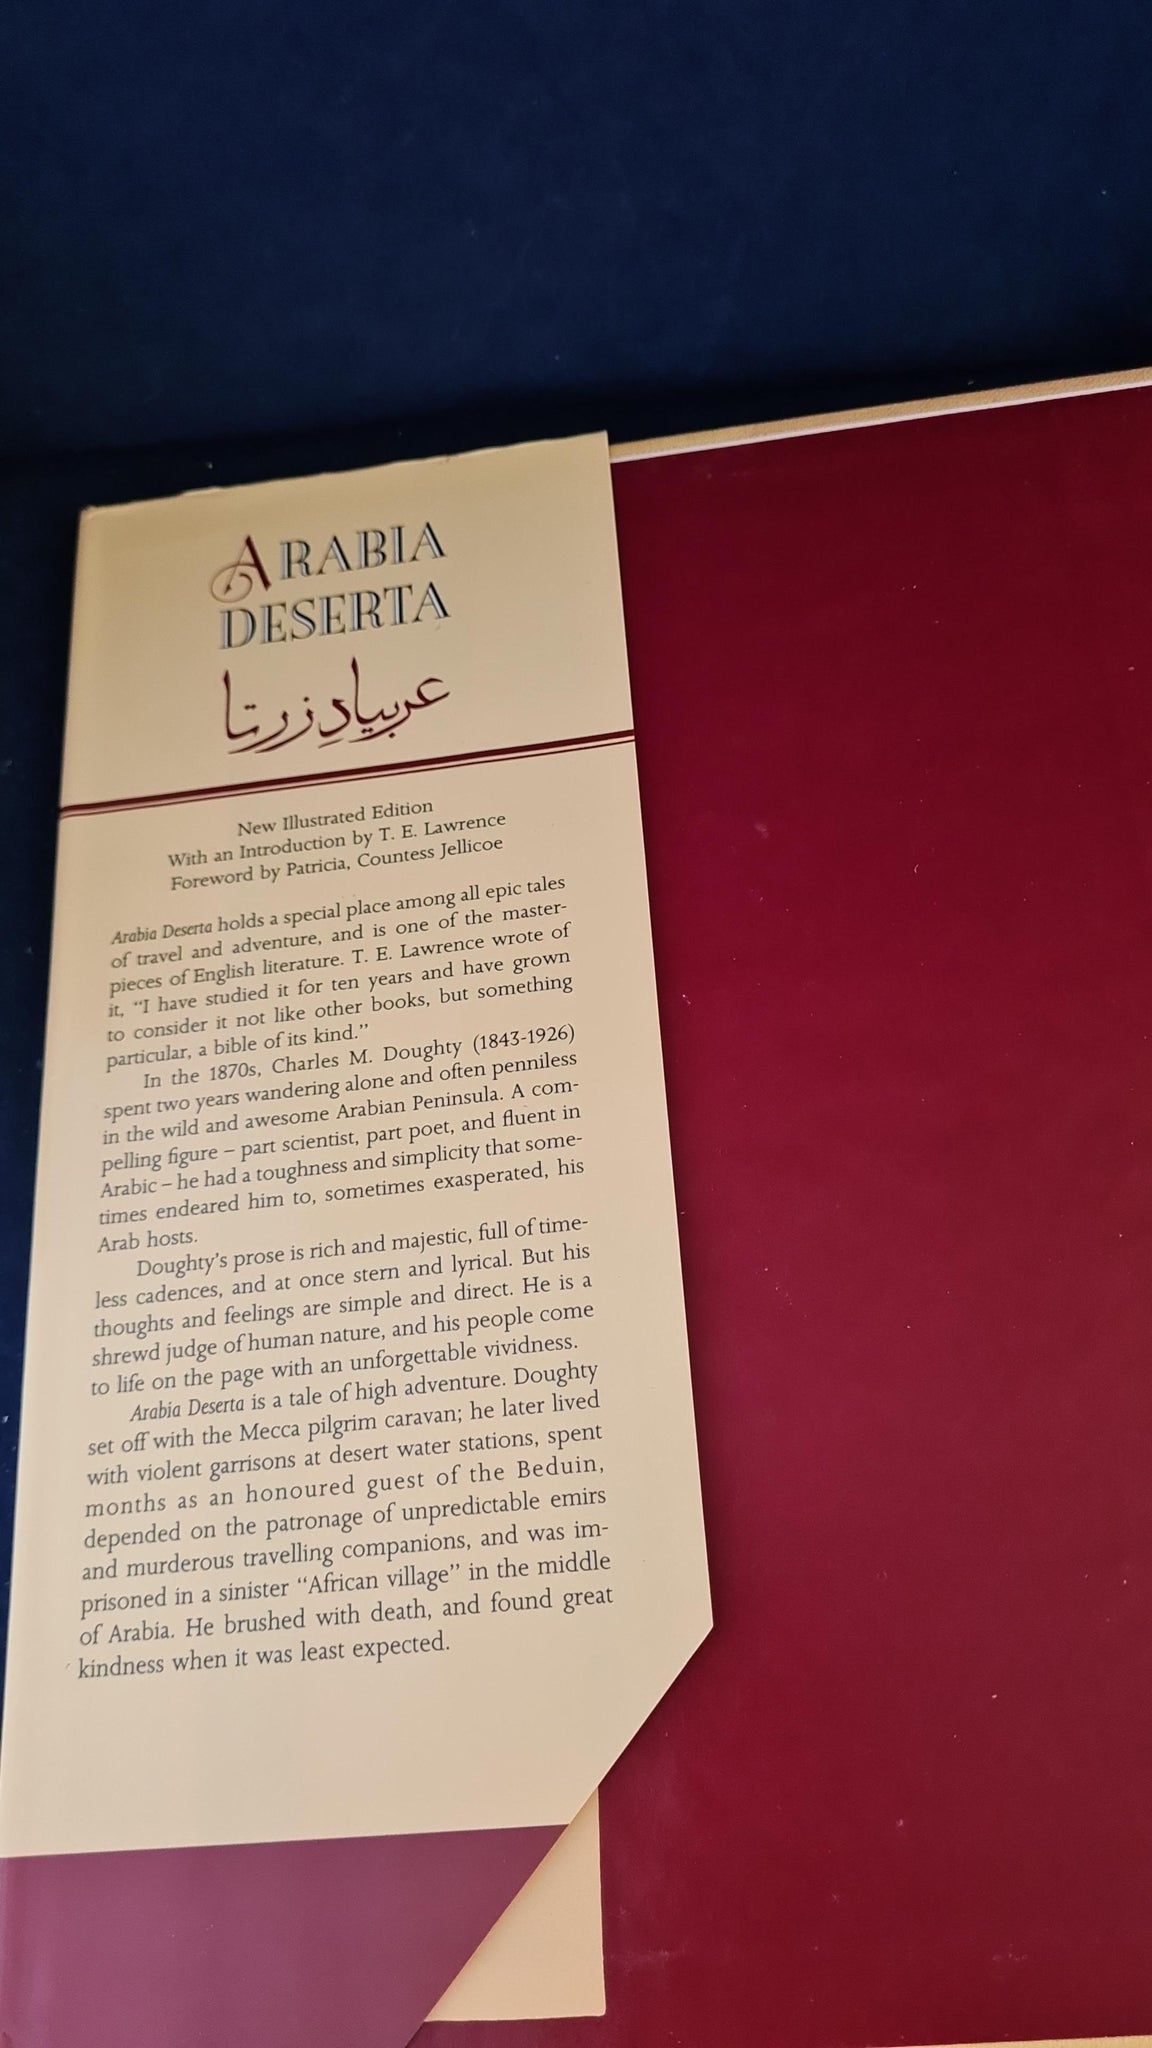 ARABIA
DESERTA
عربيا دِزرتا
New Illustrated Edition
With an Introduction by T. E. Lawrence
Foreword by Patricia, Countess Jellicoe
Arabia Deserta holds a special place among all epic tales
of travel and adventure, and is one of the master-
pieces of English literature. T. E. Lawrence wrote of
it, “I have studied it for ten years and have grown
to consider it not like other books, but something
particular, a bible of its kind.”
In the 1870s, Charles M. Doughty (1843-1926)
spent two years wandering alone and often penniless
in the wild and awesome Arabian Peninsula. A com-
pelling figure – part scientist, part poet, and fluent in
Arabic – he had a toughness and simplicity that some-
times endeared him to, sometimes exasperated, his
Arab hosts.
Doughty’s prose is rich and majestic, full of time-
less cadences, and at once stern and lyrical. But his
thoughts and feelings are simple and direct. He is a
shrewd judge of human nature, and his people come
to life on the page with an unforgettable vividness.
Arabia Deserta is a tale of high adventure. Doughty
set off with the Mecca pilgrim caravan; he later lived
with violent garrisons at desert water stations, spent
months as an honoured guest of the Beduin,
depended on the patronage of unpredictable emirs
and murderous travelling companions, and was im-
prisoned in a sinister “African village” in the middle
of Arabia. He brushed with death, and found great
kindness when it was least expected.